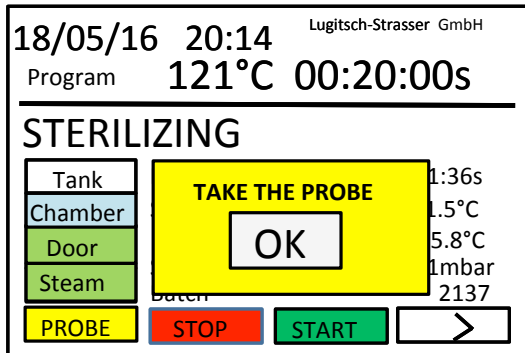 18/05/16 20:14 Lugitsch-Strasser GmbH
Program 121°C 00:20:00s
STERILIZING
Tank 1:36s
TAKE THE PROBE
Chamber .5°C
OK
Door 5.8°C
Steam 1mbar
Batch 2137
PROBE STOP START >